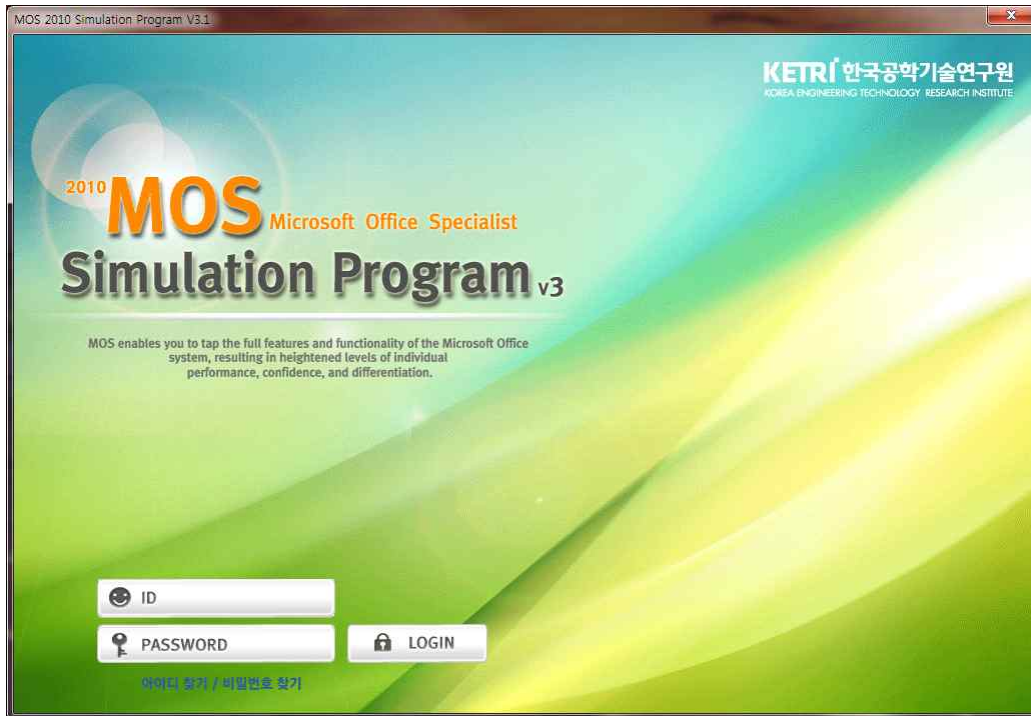 MOS 2010 Simulation Program V3.1
KETRI 한국공학기술연구원
KOREA ENGINEERING TECHNOLOGY RESEARCH INSTITUTE
2010 MOS Microsoft Office Specialist
Simulation Program v3
MOS enables you to tap the full features and functionality of the Microsoft Office
system, resulting in heightened levels of individual
performance, confidence, and differentiation.
ID
PASSWORD
LOGIN
아이디 찾기 / 비밀번호 찾기